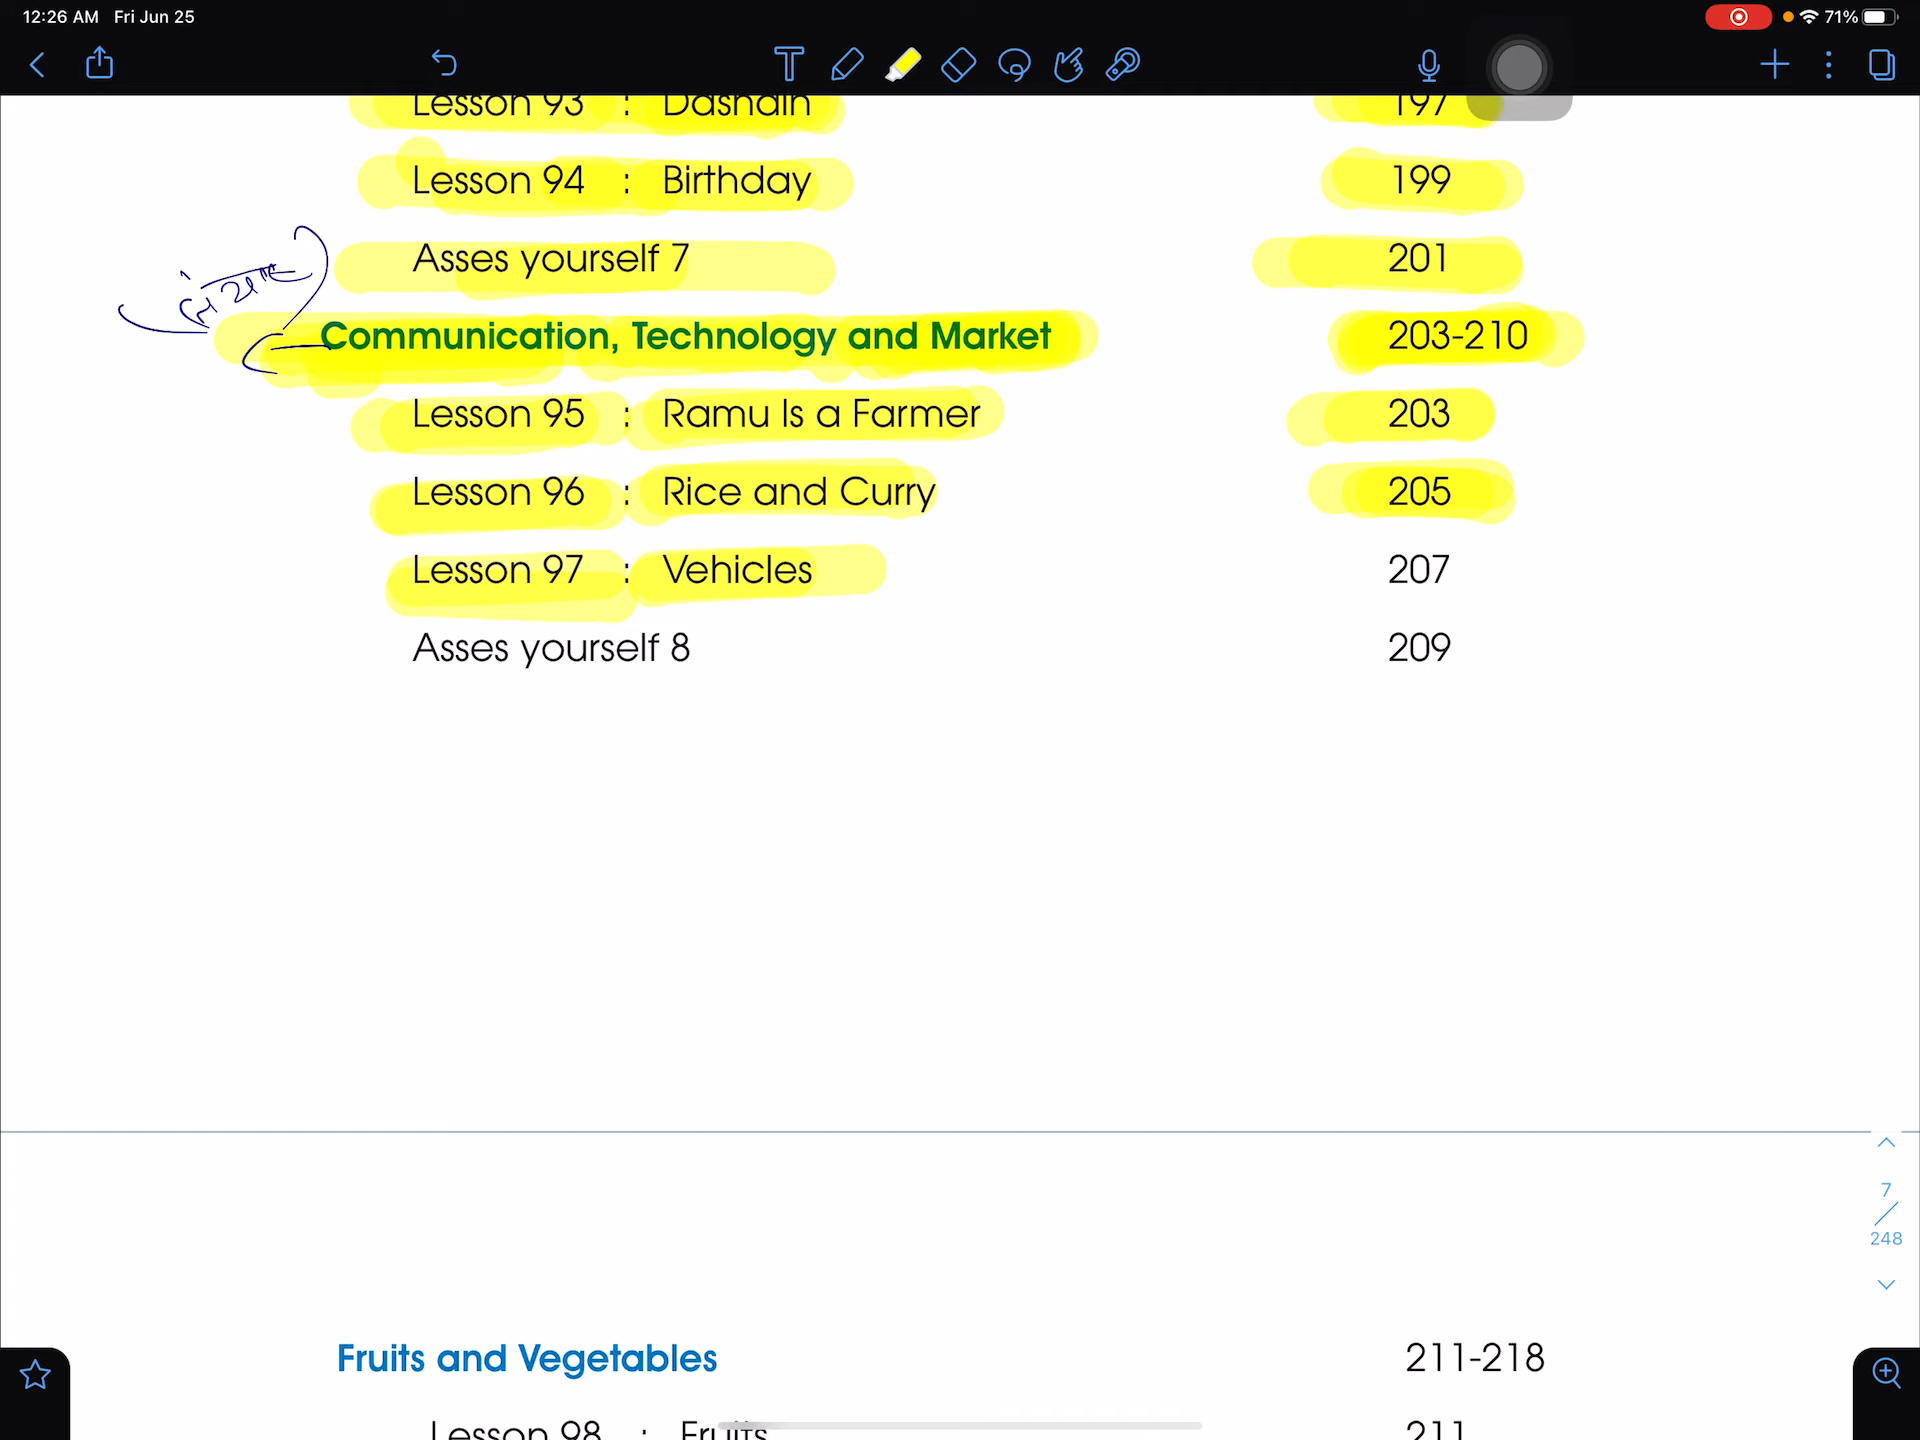 12:26 AM Fri Jun 25 71%
Lesson 93 : Dashain 197
Lesson 94 : Birthday 199
Asses yourself 7 201
Communication, Technology and Market 203-210
Lesson 95 : Ramu Is a Farmer 203
Lesson 96 : Rice and Curry 205
Lesson 97 : Vehicles 207
Asses yourself 8 209
7
/
248
Fruits and Vegetables 211-218
Lesson 98 : Fruits 211